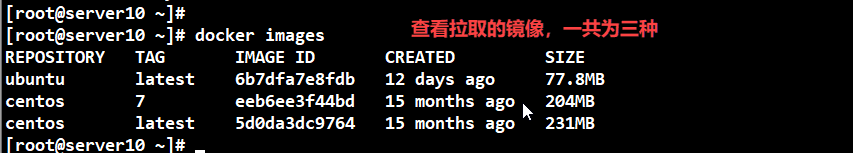 [root@server10 ~]#
[root@server10 ~]# docker images
查看拉取的镜像，一共为三种
REPOSITORY TAG IMAGE ID CREATED SIZE
ubuntu latest 6b7dfa7e8fdb 12 days ago 77.8MB
centos 7 eeb6ee3f44bd 15 months ago 204MB
centos latest 5d0da3dc9764 15 months ago 231MB
[root@server10 ~]#